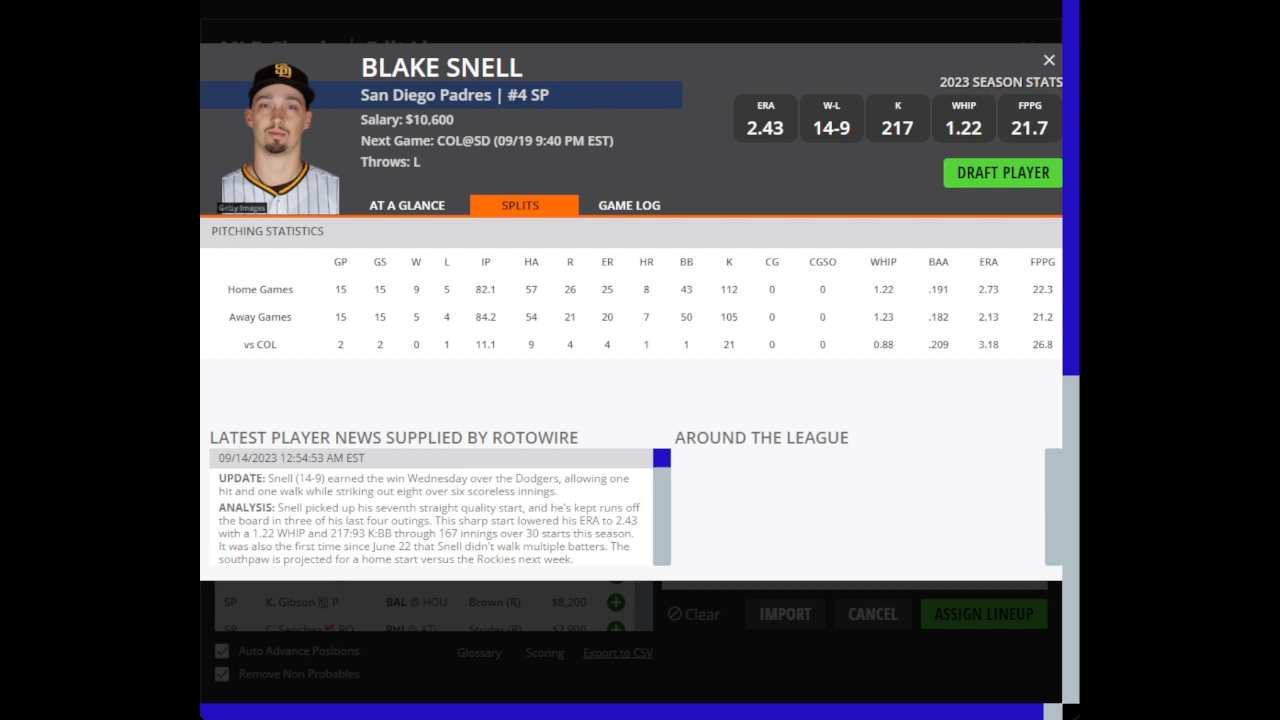 BLAKE SNELL
San Diego Padres | #4 SP
Salary: $10,600
Next Game: COL@SD (09/19 9:40 PM EST)
Throws: L
2023 SEASON STATS
ERA W-L K WHIP FPPG
2.43 14-9 217 1.22 21.7
DRAFT PLAYER
Getty Images
AT A GLANCE SPLITS GAME LOG
PITCHING STATISTICS
GP GS W L IP HA R ER HR BB K CG CGSO WHIP BAA ERA FPPG
Home Games 15 15 9 5 82.1 57 26 25 8 43 112 0 0 1.22 .191 2.73 22.3
Away Games 15 15 5 4 84.2 54 21 20 7 50 105 0 0 1.23 .182 2.13 21.2
vs COL 2 2 0 1 11.1 9 4 4 1 1 21 0 0 0.88 .209 3.18 26.8
LATEST PLAYER NEWS SUPPLIED BY ROTOWIRE
09/14/2023 12:54:53 AM EST
UPDATE: Snell (14-9) earned the win Wednesday over the Dodgers, allowing one
hit and one walk while striking out eight over six scoreless innings.
ANALYSIS: Snell picked up his seventh straight quality start, and he's kept runs off
the board in three of his last four outings. This sharp start lowered his ERA to 2.43
with a 1.22 WHIP and 217:93 K:BB through 167 innings over 30 starts this season.
It was also the first time since June 22 that Snell didn't walk multiple batters. The
southpaw is projected for a home start versus the Rockies next week.
AROUND THE LEAGUE
SP K. Gibson P BAL @ HOU Brown (R) $8,200
SP C. Sanchez PO PHI @ ATL Strider (R) $7,900
Clear IMPORT CANCEL ASSIGN LINEUP
Auto Advance Positions Glossary Scoring Export to CSV
Remove Non Probables